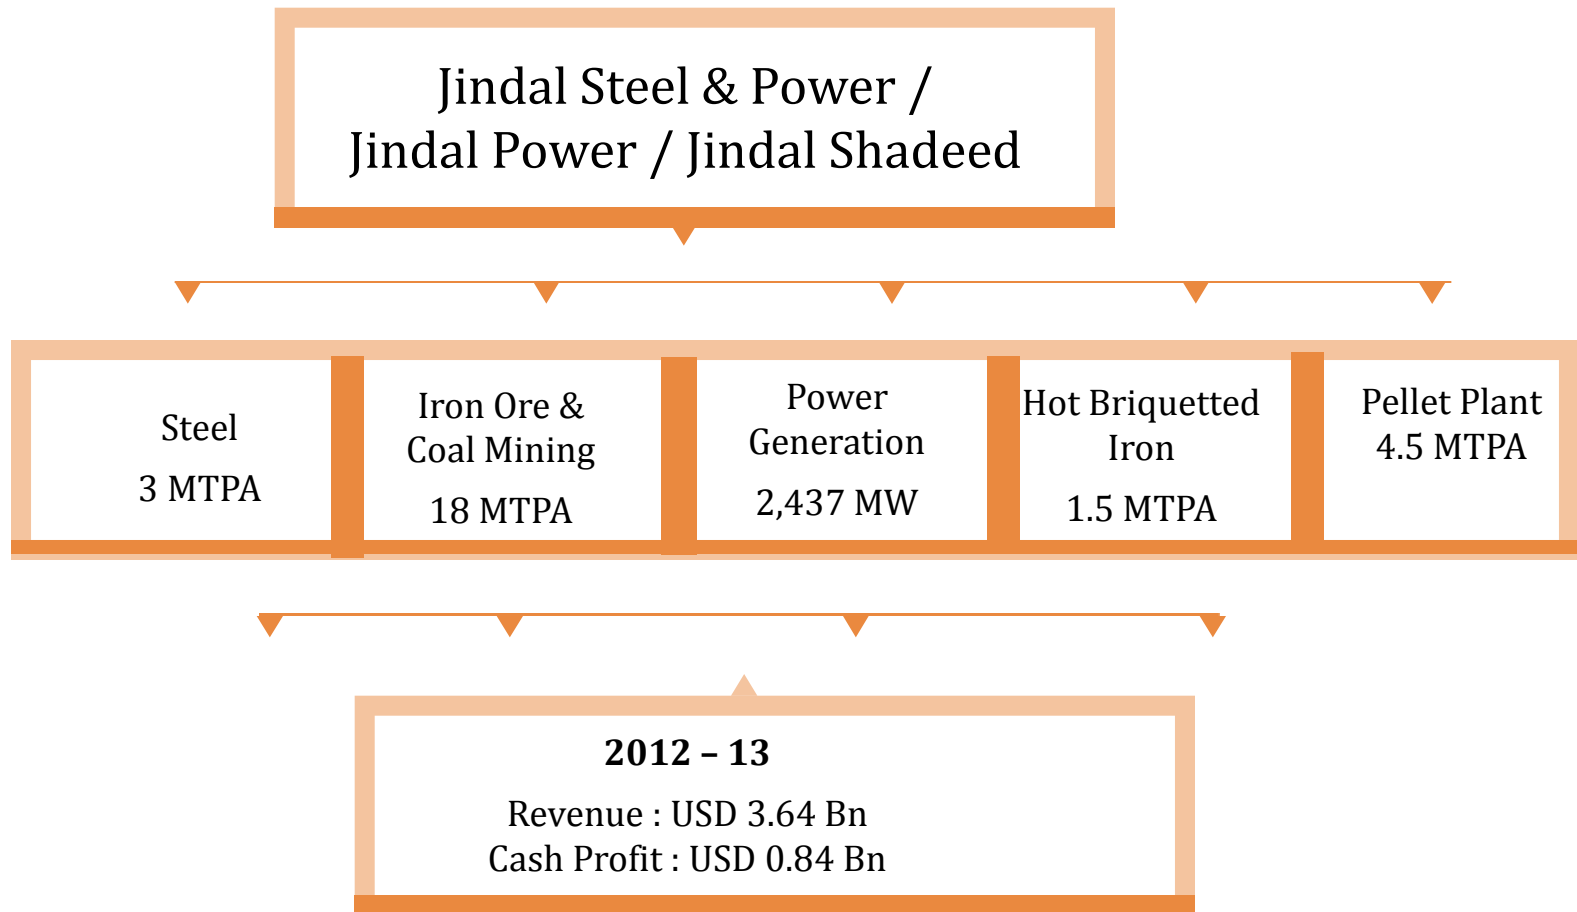 Jindal Steel & Power /
Jindal Power / Jindal Shadeed
Steel
3 MTPA
Iron Ore &
Coal Mining
18 MTPA
Power
Generation
2,437 MW
Hot Briquetted
Iron
1.5 MTPA
Pellet Plant
4.5 MTPA
2012 – 13
Revenue : USD 3.64 Bn
Cash Profit : USD 0.84 Bn